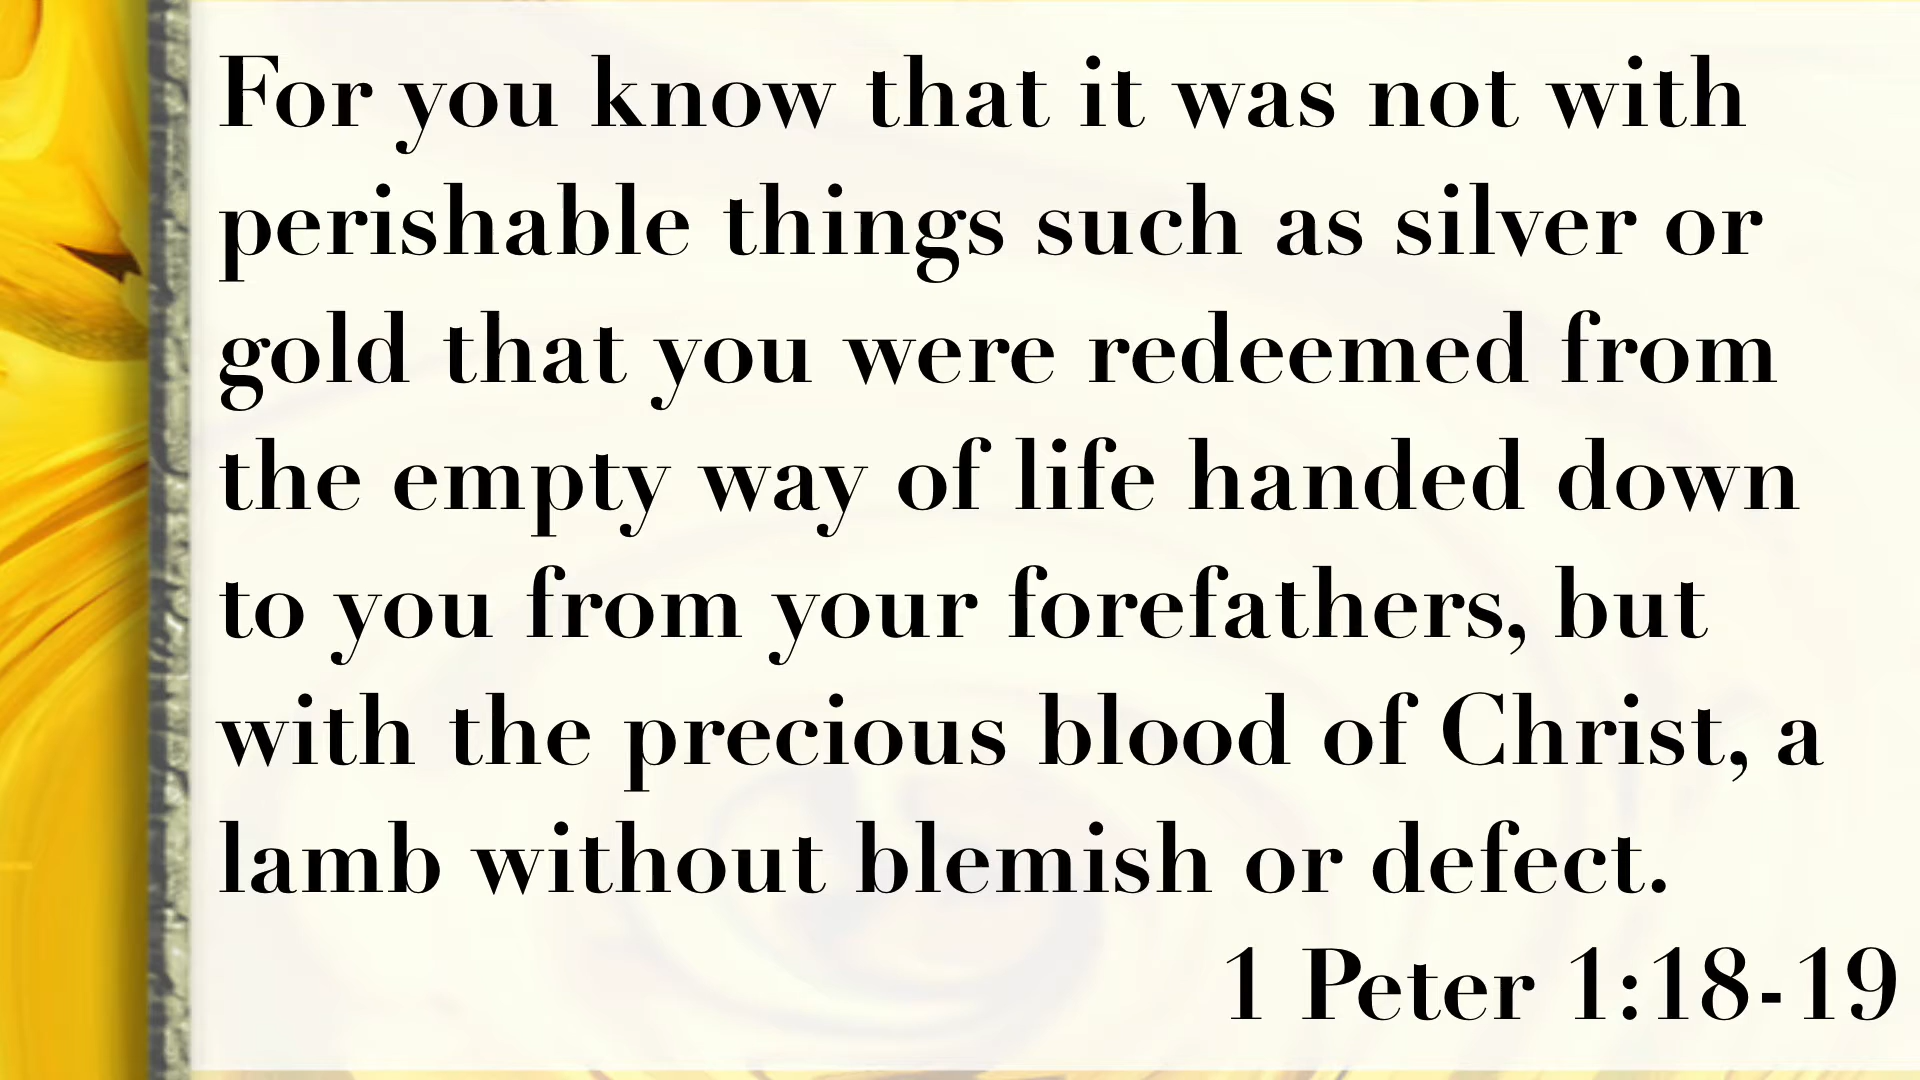 For you know that it was not with
perishable things such as silver or
gold that you were redeemed from
the empty way of life handed down
to you from your forefathers, but
with the precious blood of Christ, a
lamb without blemish or defect.
1 Peter 1:18-19